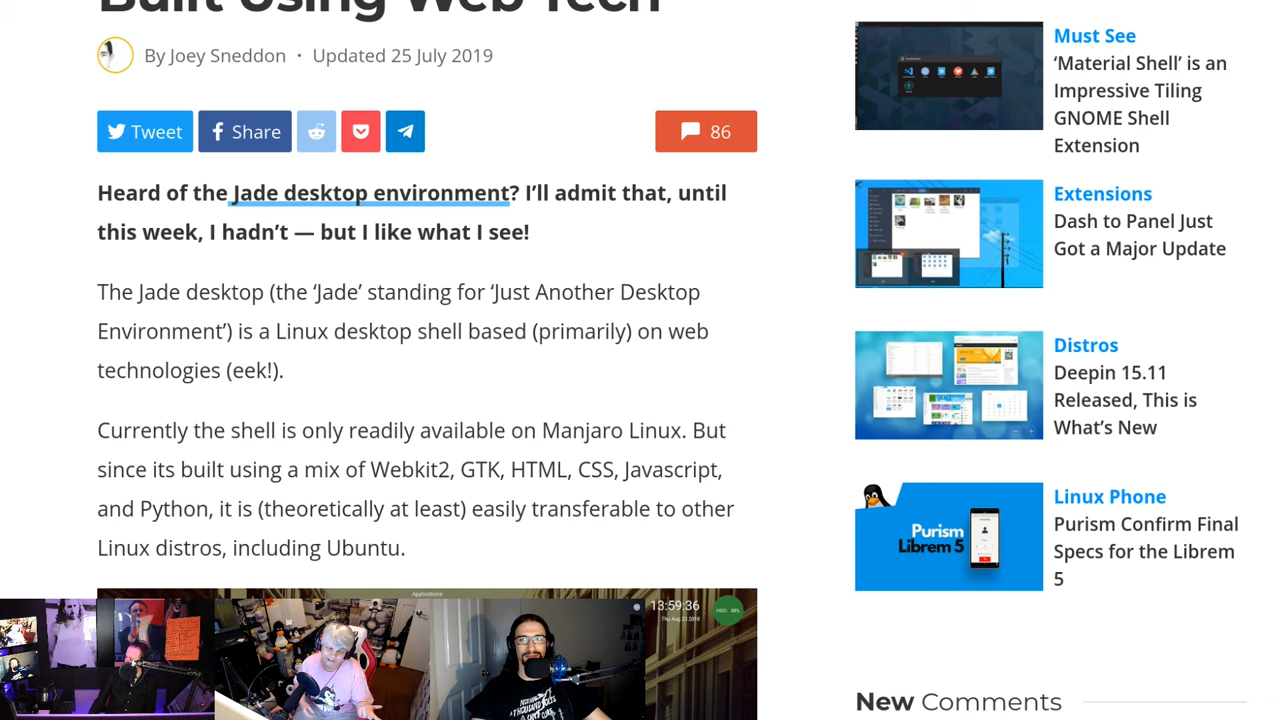 Built Using Web Tech
By Joey Sneddon • Updated 25 July 2019
Tweet
Share
86
Heard of the Jade desktop environment? I’ll admit that, until
this week, I hadn’t — but I like what I see!
The Jade desktop (the ‘Jade’ standing for ‘Just Another Desktop
Environment’) is a Linux desktop shell based (primarily) on web
technologies (eek!).
Currently the shell is only readily available on Manjaro Linux. But
since its built using a mix of Webkit2, GTK, HTML, CSS, Javascript,
and Python, it is (theoretically at least) easily transferable to other
Linux distros, including Ubuntu.
Applications
13:59:36
Must See
‘Material Shell’ is an
Impressive Tiling
GNOME Shell
Extension
Extensions
Dash to Panel Just
Got a Major Update
Distros
Deepin 15.11
Released, This is
What’s New
Purism
Librem 5
Linux Phone
Purism Confirm Final
Specs for the Librem
5
New Comments